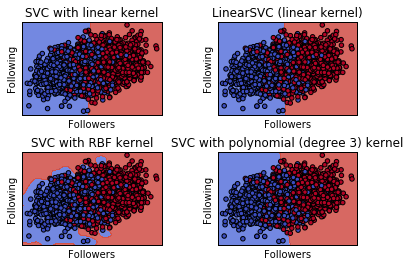 SVC with linear kernel
Following
Followers
LinearSVC (linear kernel)
Following
Followers
SVC with RBF kernel
Following
Followers
SVC with polynomial (degree 3) kernel
Following
Followers